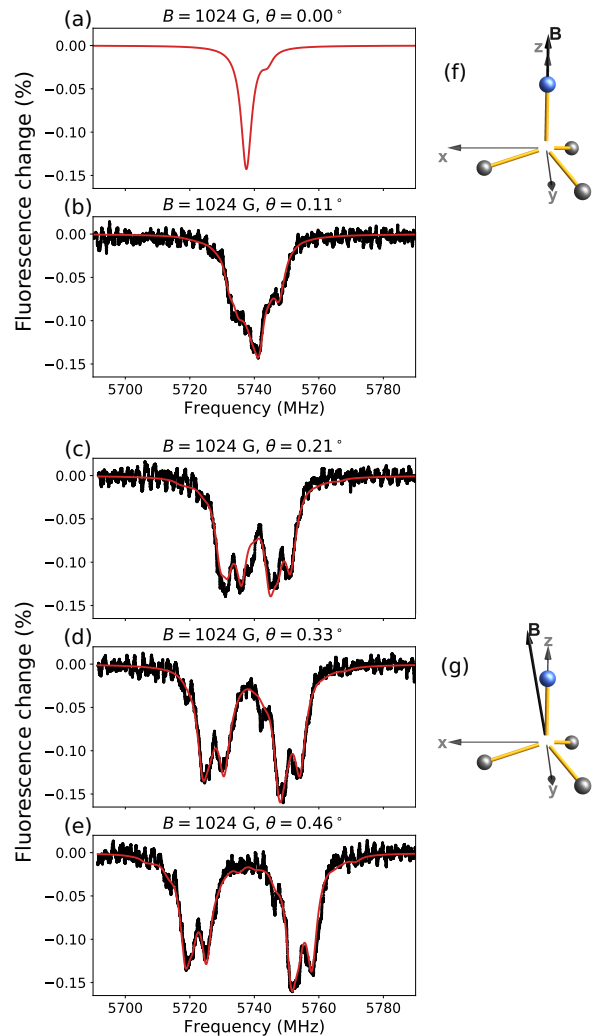 (a)
B = 1024 G, θ = 0.00°
0.00
−0.05
−0.10
−0.15
(b)
B = 1024 G, θ = 0.11°
0.00
−0.05
−0.10
−0.15
5700 5720 5740 5760 5780
Frequency (MHz)
Fluorescence change (%)
(f)
B
z
x
y
(c)
B = 1024 G, θ = 0.21°
0.00
−0.05
−0.10
−0.15
(d)
B = 1024 G, θ = 0.33°
0.00
−0.05
−0.10
−0.15
(e)
B = 1024 G, θ = 0.46°
0.00
−0.05
−0.10
−0.15
5700 5720 5740 5760 5780
Frequency (MHz)
Fluorescence change (%)
(g)
B
z
x
y